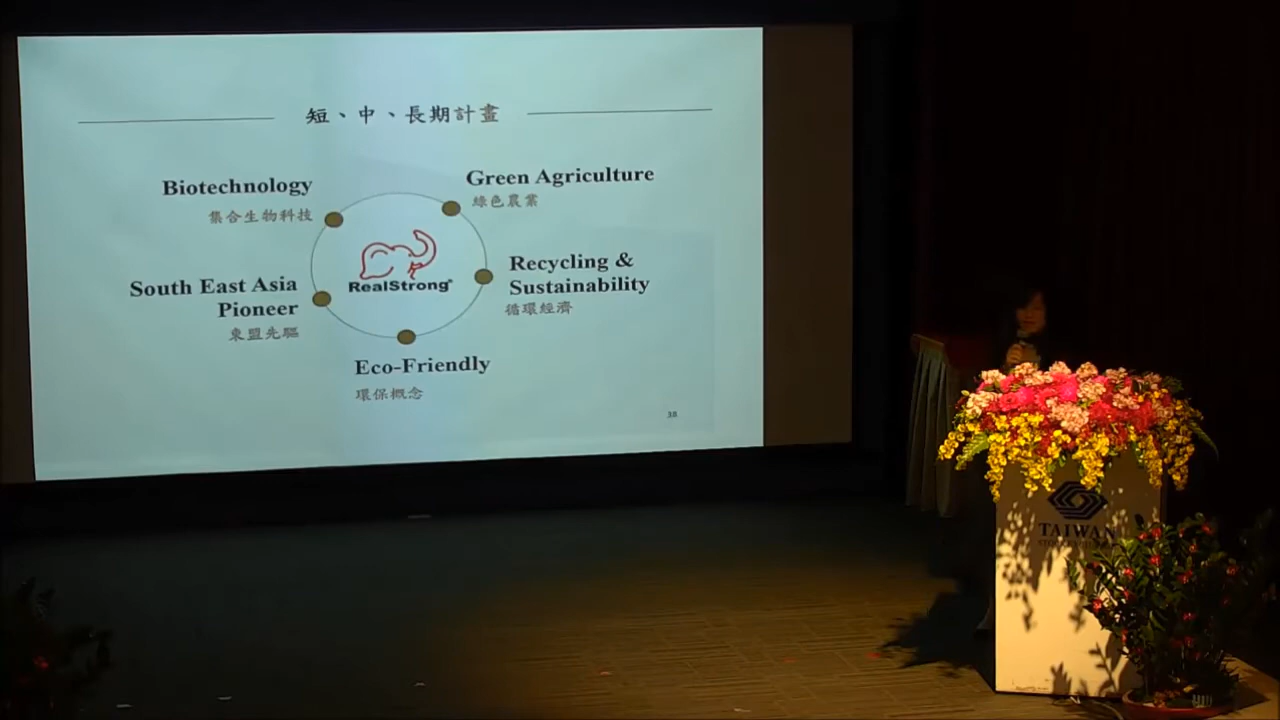 短、中、長期計畫
Biotechnology
集合生物科技
Green Agriculture
綠色農業
RealStrong
Recycling &
Sustainability
循環經濟
South East Asia
Pioneer
東盟先驅
Eco-Friendly
環保概念
38
TAIWAN